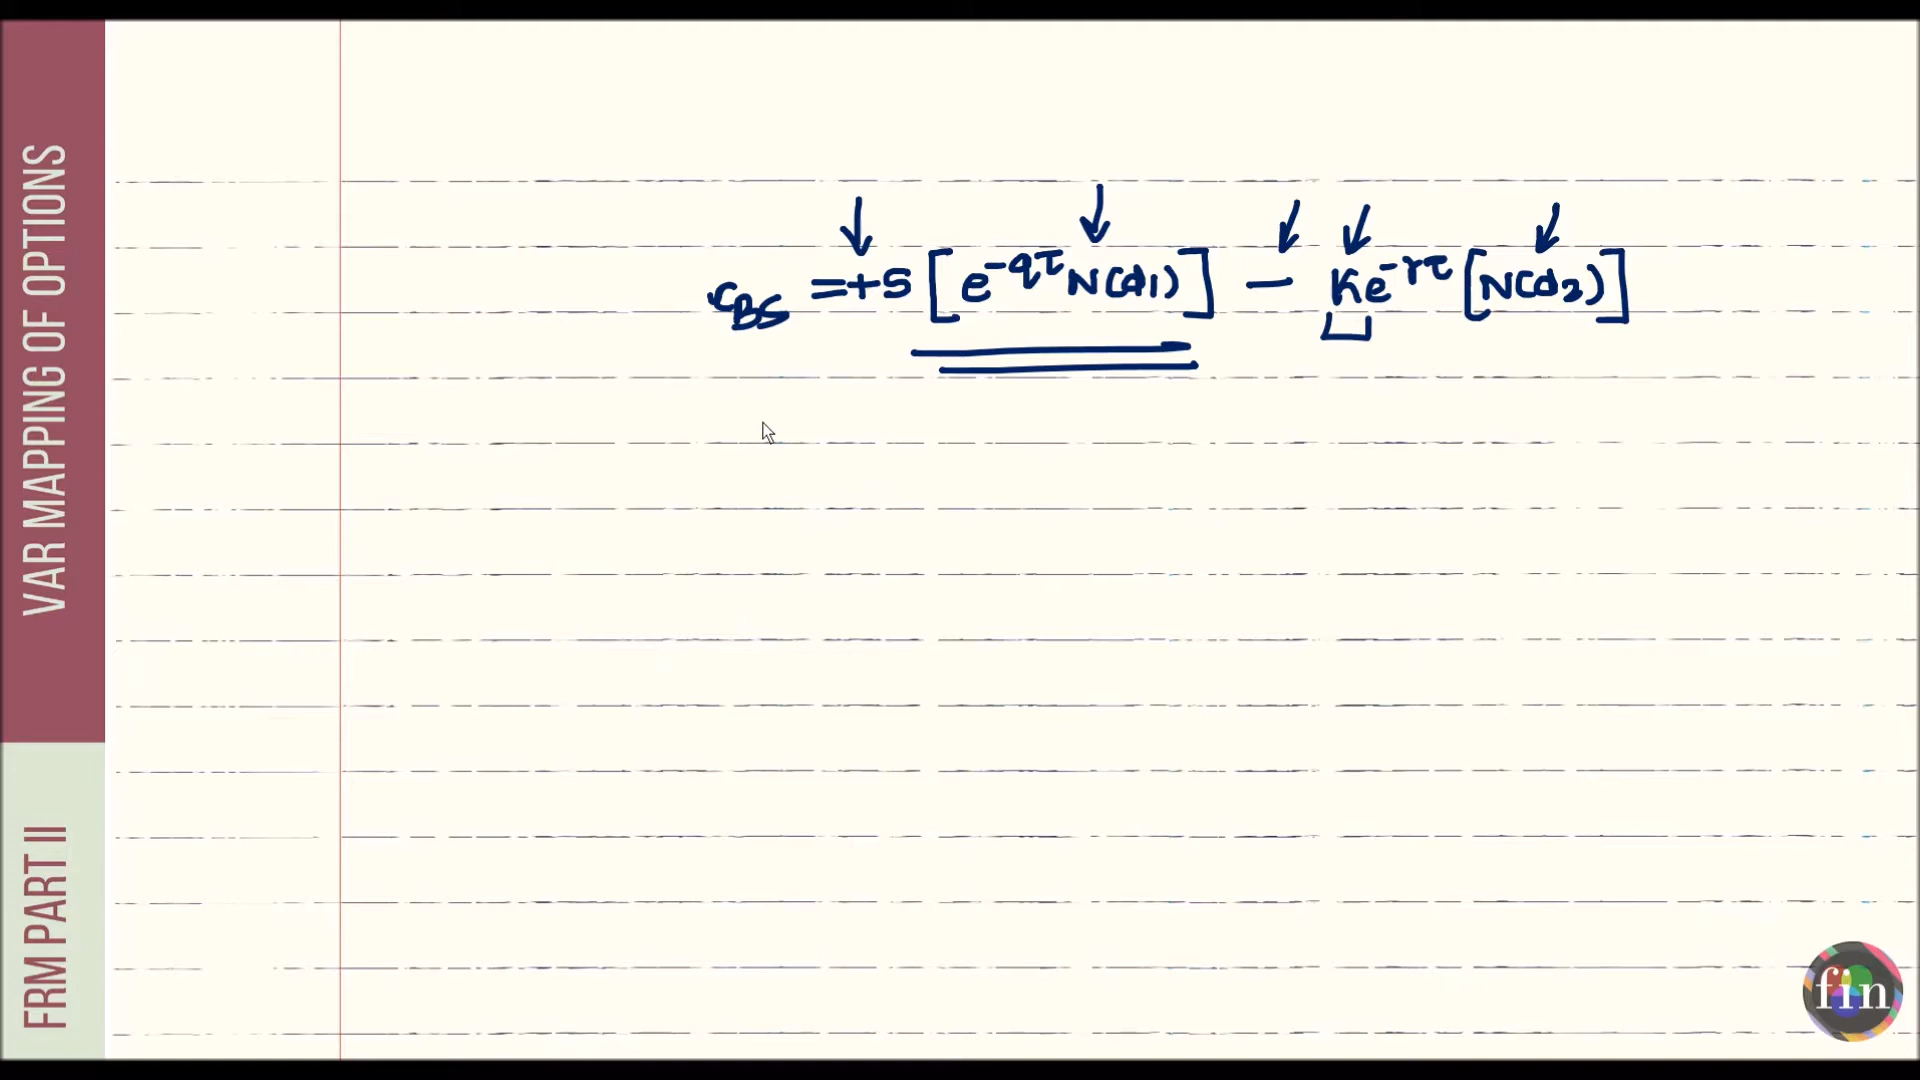 VAR MAPPING OF OPTIONS
FRM PART II
C_BS = +S [e^{-qτ} N(d1)] - Ke^{-rτ} [N(d2)]
fin